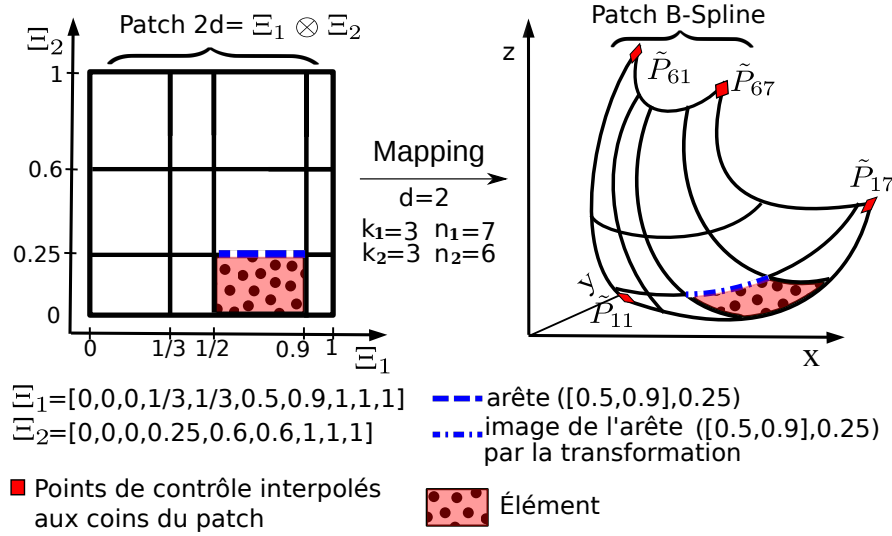 Patch 2d= Ξ₁ ⊗ Ξ₂
Patch B-Spline
Ξ₂
1
0.6
0.25
0
0
1/3
1/2
0.9
1
Ξ₁
Mapping
d=2
k₁=3 n₁=7
k₂=3 n₂=6
z
y
x
P̃₆₁
P̃₆₇
P̃₁₇
P̃₁₁
Ξ₁=[0,0,0,1/3,1/3,0.5,0.9,1,1,1]
Ξ₂=[0,0,0,0.25,0.6,0.6,1,1,1]
arête ([0.5,0.9],0.25)
image de l'arête ([0.5,0.9],0.25)
par la transformation
Points de contrôle interpolés
aux coins du patch
Élément